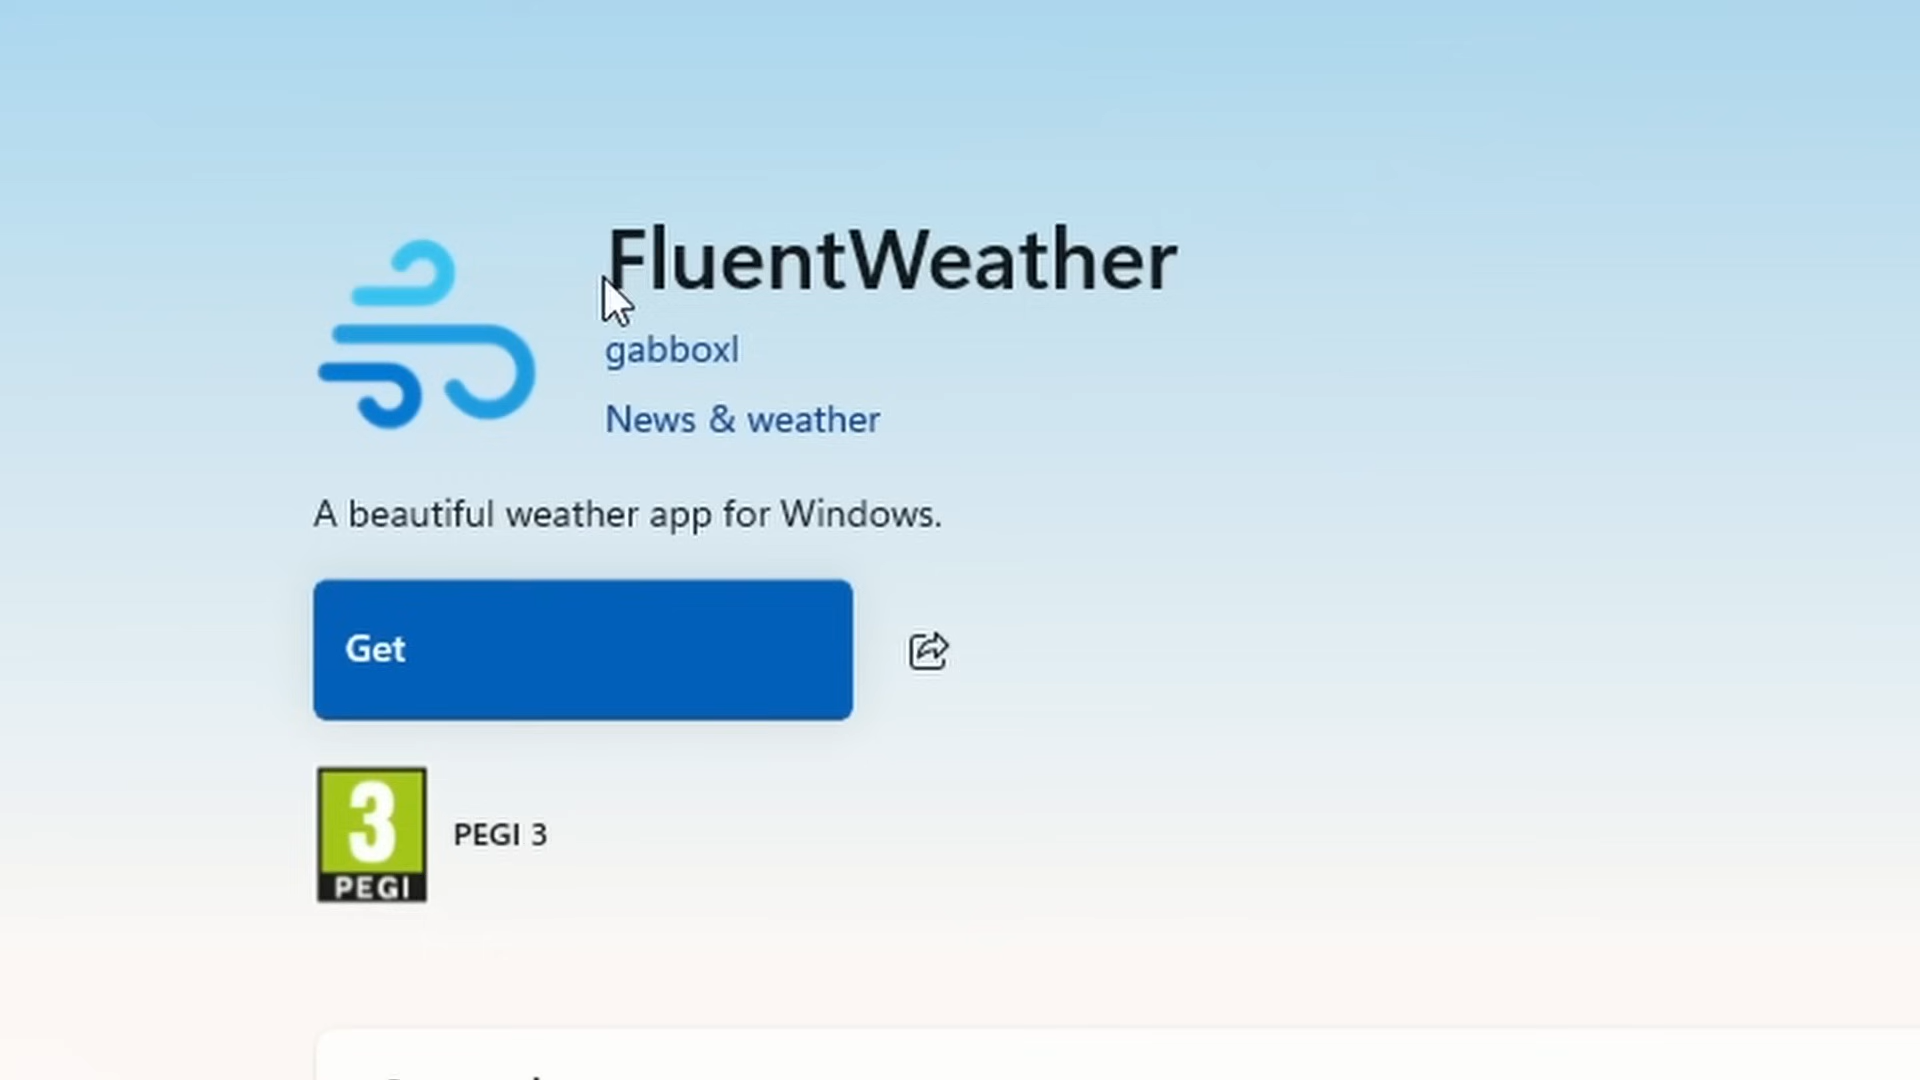 FluentWeather
gabboxl
News & weather
A beautiful weather app for Windows.
Get
3
PEGI
PEGI 3